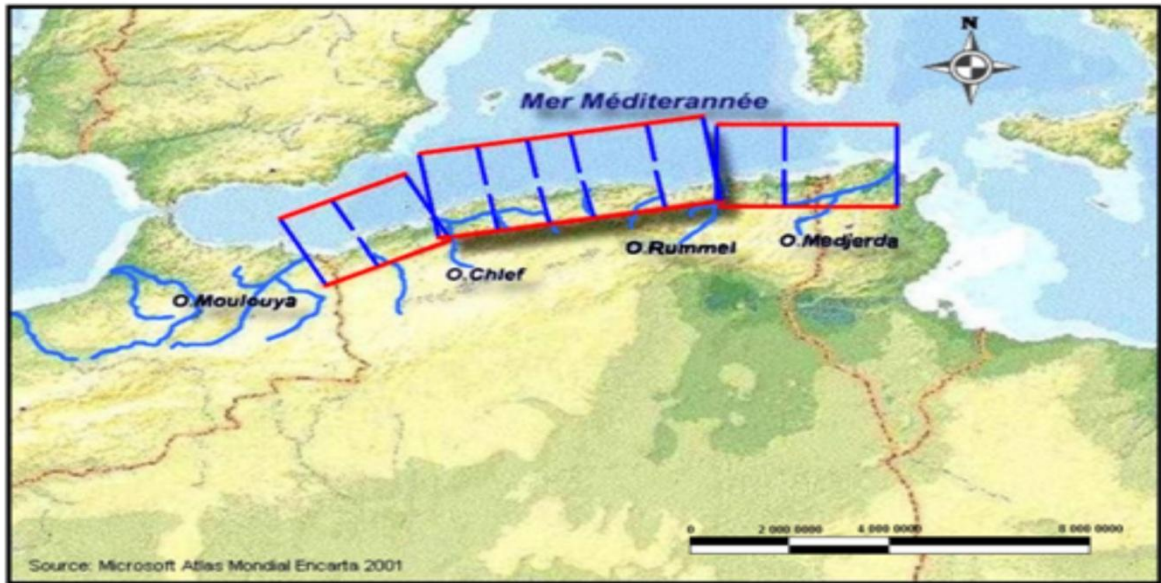 N
Mer Méditerannée
O.Moulouya
O.Chlef
O.Rummel
O.Medjerda
0 2 000 0000 4 000 0000 8 000 0000
Source: Microsoft Atlas Mondial Encarta 2001